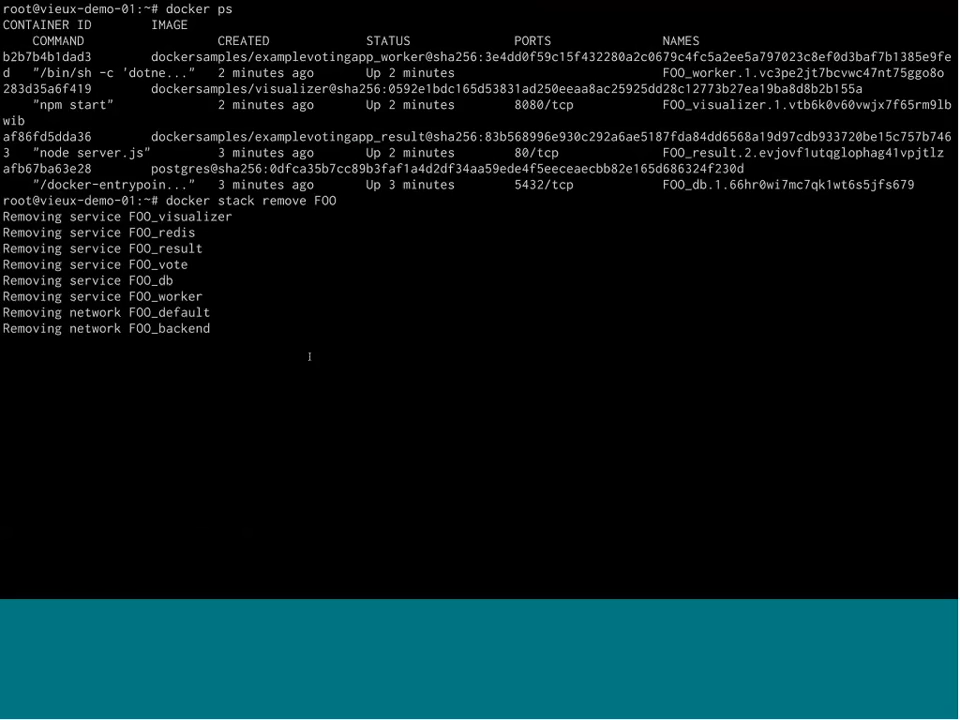 root@vieux-demo-01:~# docker ps
CONTAINER ID        IMAGE
    COMMAND                  CREATED             STATUS              PORTS               NAMES
b2b7b4b1dad3        dockersamples/examplevotingapp_worker@sha256:3e4dd0f59c15f432280a2c0679c4fc5a2ee5a797023c8ef0d3baf7b1385e9fe
d   "/bin/sh -c 'dotne..."   2 minutes ago       Up 2 minutes                            FOO_worker.1.vc3pe2jt7bcvwc47nt75ggo8o
283d35a6f419        dockersamples/visualizer@sha256:0592e1bdc165d53831ad250eeaa8ac25925dd28c12773b27ea19ba8d8b2b155a
    "npm start"              2 minutes ago       Up 2 minutes        8080/tcp            FOO_visualizer.1.vtb6k0v60vwjx7f65rm9lb
wib
af86fd5dda36        dockersamples/examplevotingapp_result@sha256:83b568996e930c292a6ae5187fda84dd6568a19d97cdb933720be15c757b746
3   "node server.js"         3 minutes ago       Up 2 minutes        80/tcp              FOO_result.2.evjovf1utqglophag41vpjtlz
afb67ba63e28        postgres@sha256:0dfca35b7cc89b3faf1a4d2df34aa59ede4f5eeceaecbb82e165d686324f230d
    "/docker-entrypoin..."   3 minutes ago       Up 3 minutes        5432/tcp            FOO_db.1.66hr0wi7mc7qk1wt6s5jfs679
root@vieux-demo-01:~# docker stack remove FOO
Removing service FOO_visualizer
Removing service FOO_redis
Removing service FOO_result
Removing service FOO_vote
Removing service FOO_db
Removing service FOO_worker
Removing network FOO_default
Removing network FOO_backend